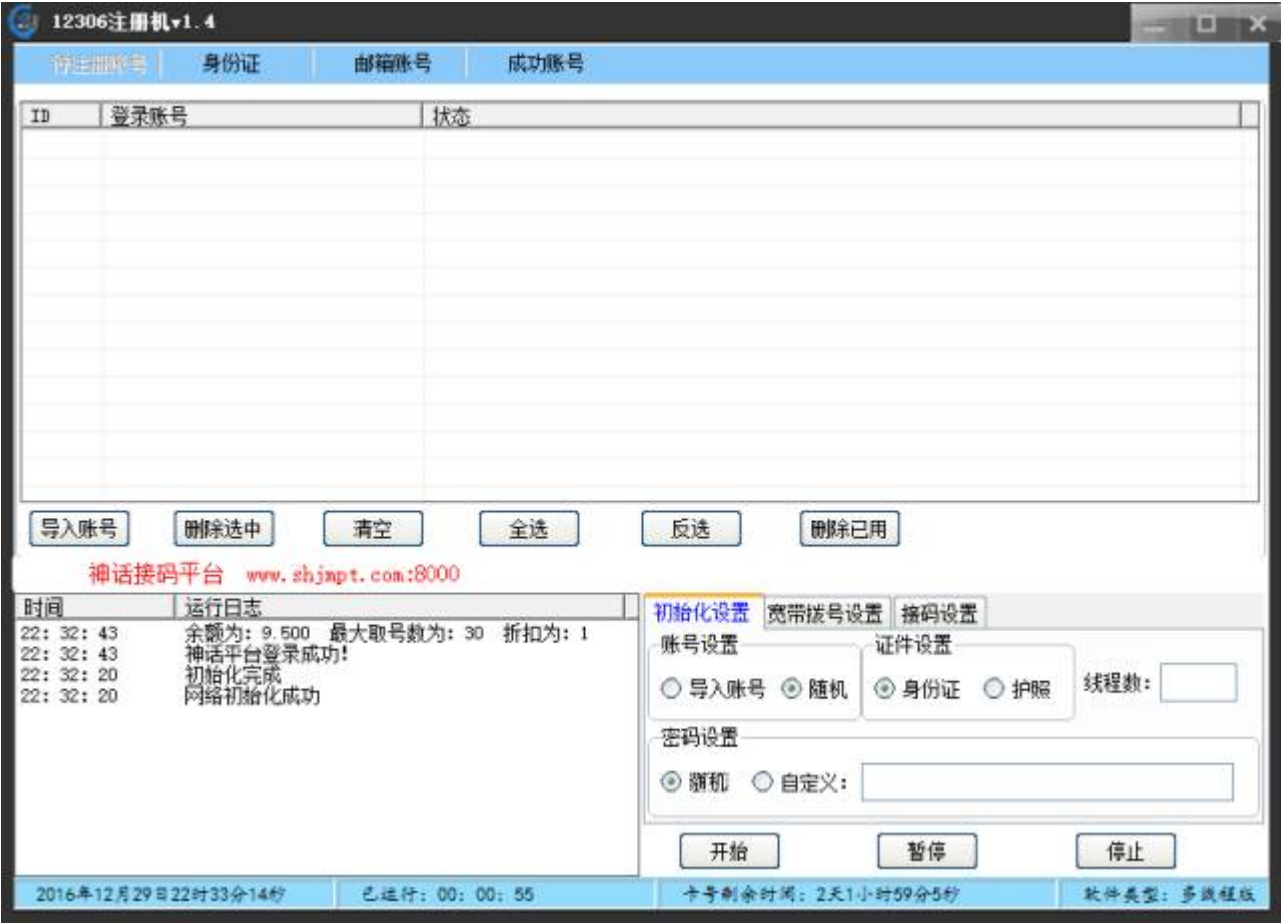 12306注册机v1.4
待注册账号 身份证 邮箱账号 成功账号
ID 登录账号 状态
导入账号 删除选中 清空 全选 反选 删除已用
神话接码平台 www.shjmpt.com:8000
时间 运行日志
22:32:43 余额为:9.500 最大取号数为:30 折扣为:1
22:32:43 神话平台登录成功!
22:32:20 初始化完成
22:32:20 网络初始化成功
初始化设置 宽带拨号设置 接码设置
账号设置 证件设置
导入账号 随机 身份证 护照 线程数:
密码设置
随机 自定义:
开始 暂停 停止
2016年12月29日22时33分14秒 已运行:00:00:55 卡号剩余时间:2天1小时59分5秒 软件类型:多线程版